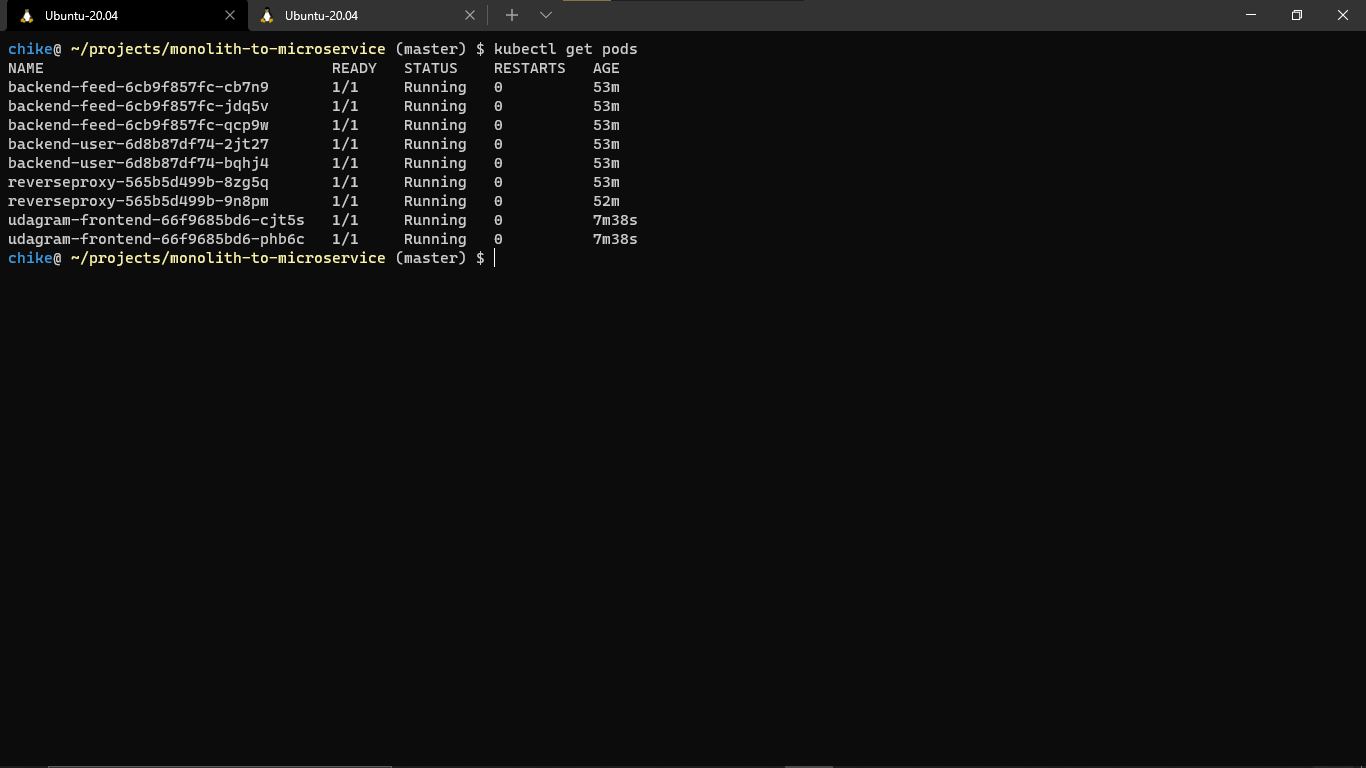 Ubuntu-20.04 Ubuntu-20.04
chike@ ~/projects/monolith-to-microservice (master) $ kubectl get pods
NAME READY STATUS RESTARTS AGE
backend-feed-6cb9f857fc-cb7n9 1/1 Running 0 53m
backend-feed-6cb9f857fc-jdq5v 1/1 Running 0 53m
backend-feed-6cb9f857fc-qcp9w 1/1 Running 0 53m
backend-user-6d8b87df74-2jt27 1/1 Running 0 53m
backend-user-6d8b87df74-bqhj4 1/1 Running 0 53m
reverseproxy-565b5d499b-8zg5q 1/1 Running 0 53m
reverseproxy-565b5d499b-9n8pm 1/1 Running 0 52m
udagram-frontend-66f9685bd6-cjt5s 1/1 Running 0 7m38s
udagram-frontend-66f9685bd6-phb6c 1/1 Running 0 7m38s
chike@ ~/projects/monolith-to-microservice (master) $